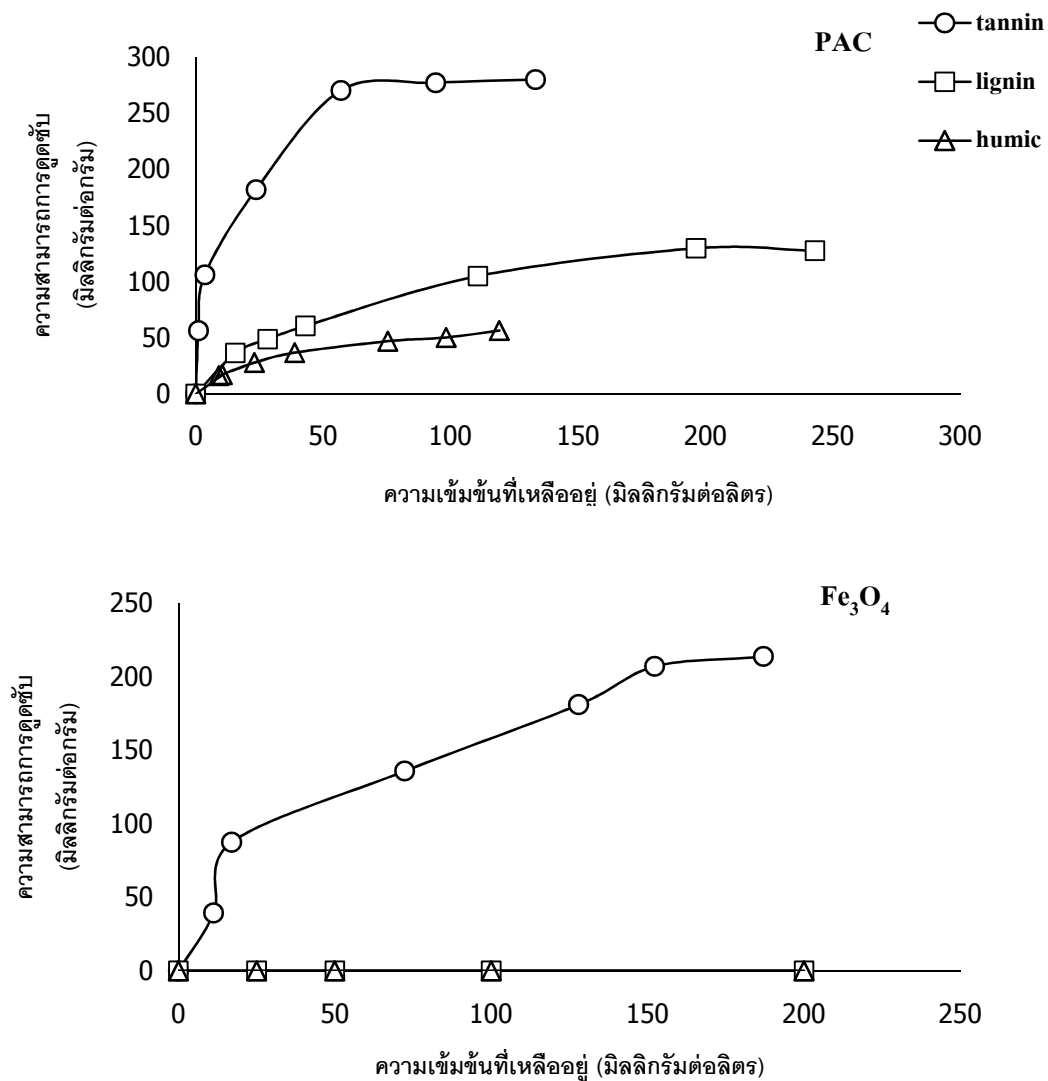 PAC
tannin
lignin
humic
300
250
200
150
100
50
0
ความสามารถการดูดซับ
(มิลลิกรัมต่อกรัม)
0 50 100 150 200 250 300
ความเข้มข้นที่เหลืออยู่ (มิลลิกรัมต่อลิตร)
Fe₃O₄
250
200
150
100
50
0
ความสามารถการดูดซับ
(มิลลิกรัมต่อกรัม)
0 50 100 150 200 250
ความเข้มข้นที่เหลืออยู่ (มิลลิกรัมต่อลิตร)